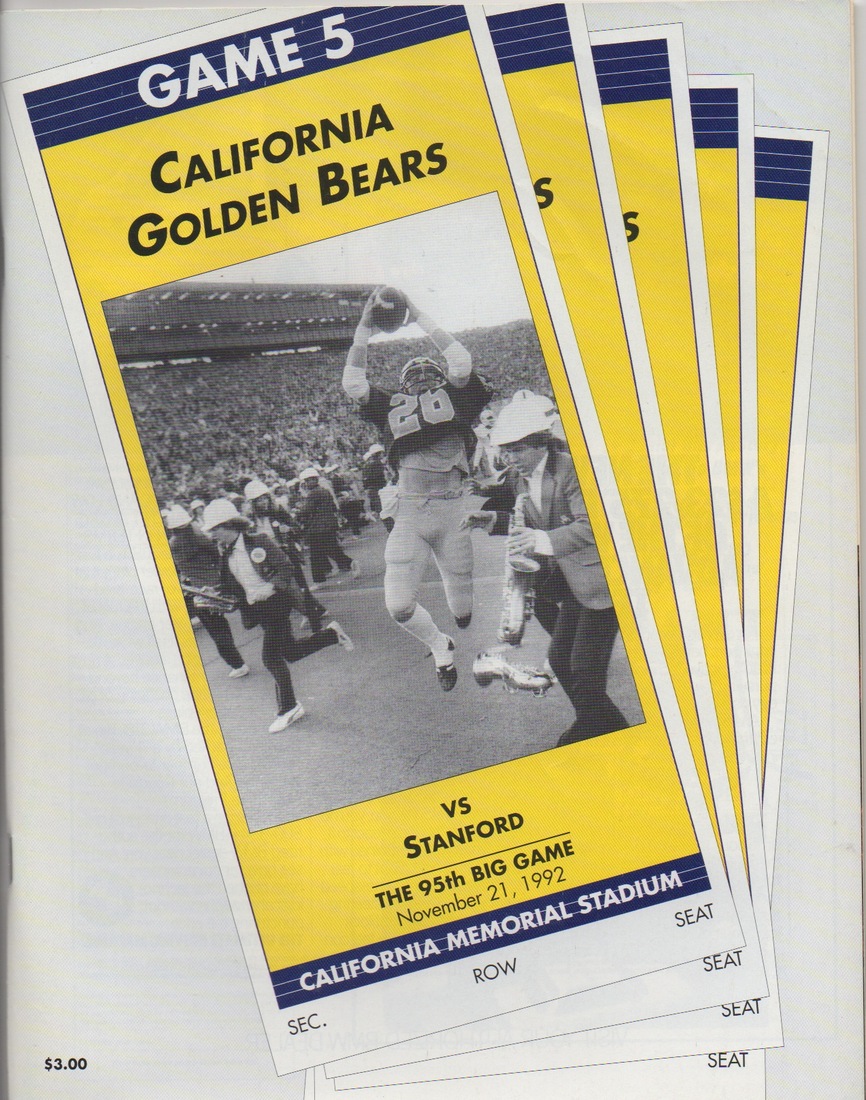 GAME 5
CALIFORNIA
GOLDEN BEARS
S
S
26
VS
STANFORD
THE 95th BIG GAME
November 21, 1992
CALIFORNIA MEMORIAL STADIUM
SEC.
ROW
SEAT
SEAT
SEAT
SEAT
$3.00